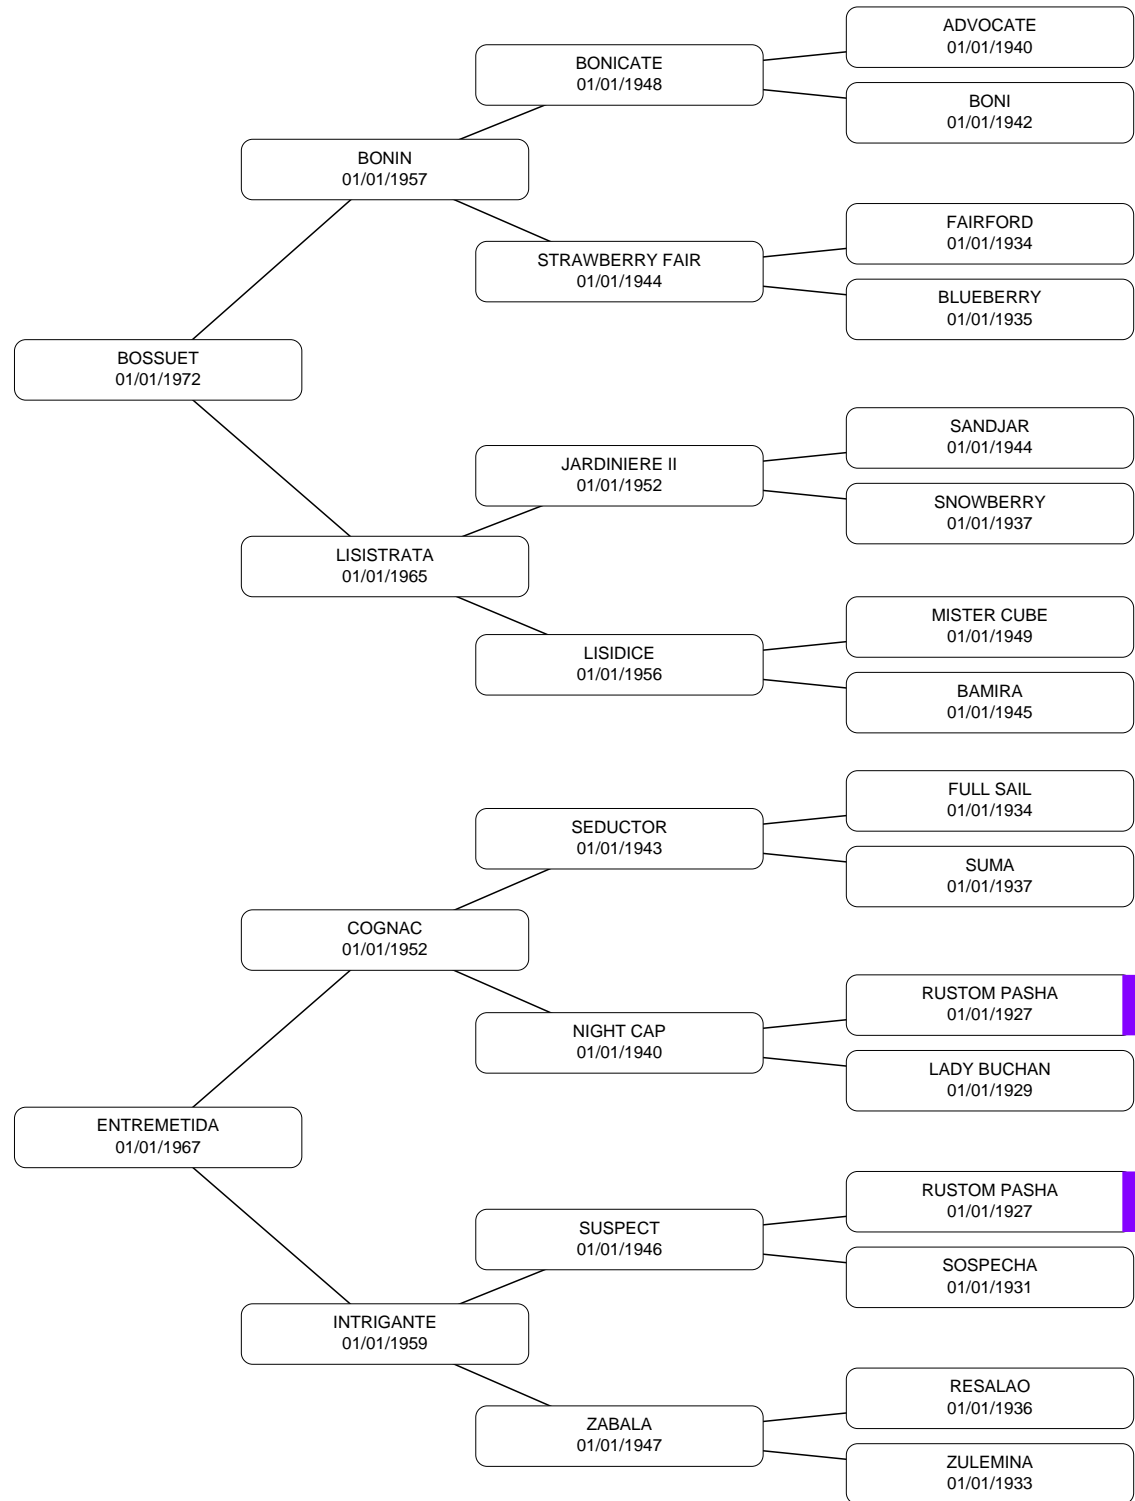 ADVOCATE
01/01/1940
BONICATE
01/01/1948
BONI
01/01/1942
BONIN
01/01/1957
FAIRFORD
01/01/1934
STRAWBERRY FAIR
01/01/1944
BLUEBERRY
01/01/1935
BOSSUET
01/01/1972
SANDJAR
01/01/1944
JARDINIERE II
01/01/1952
SNOWBERRY
01/01/1937
LISISTRATA
01/01/1965
MISTER CUBE
01/01/1949
LISIDICE
01/01/1956
BAMIRA
01/01/1945
FULL SAIL
01/01/1934
SEDUCTOR
01/01/1943
SUMA
01/01/1937
COGNAC
01/01/1952
RUSTOM PASHA
01/01/1927
NIGHT CAP
01/01/1940
LADY BUCHAN
01/01/1929
ENTREMETIDA
01/01/1967
RUSTOM PASHA
01/01/1927
SUSPECT
01/01/1946
SOSPECHA
01/01/1931
INTRIGANTE
01/01/1959
RESALAO
01/01/1936
ZABALA
01/01/1947
ZULEMINA
01/01/1933